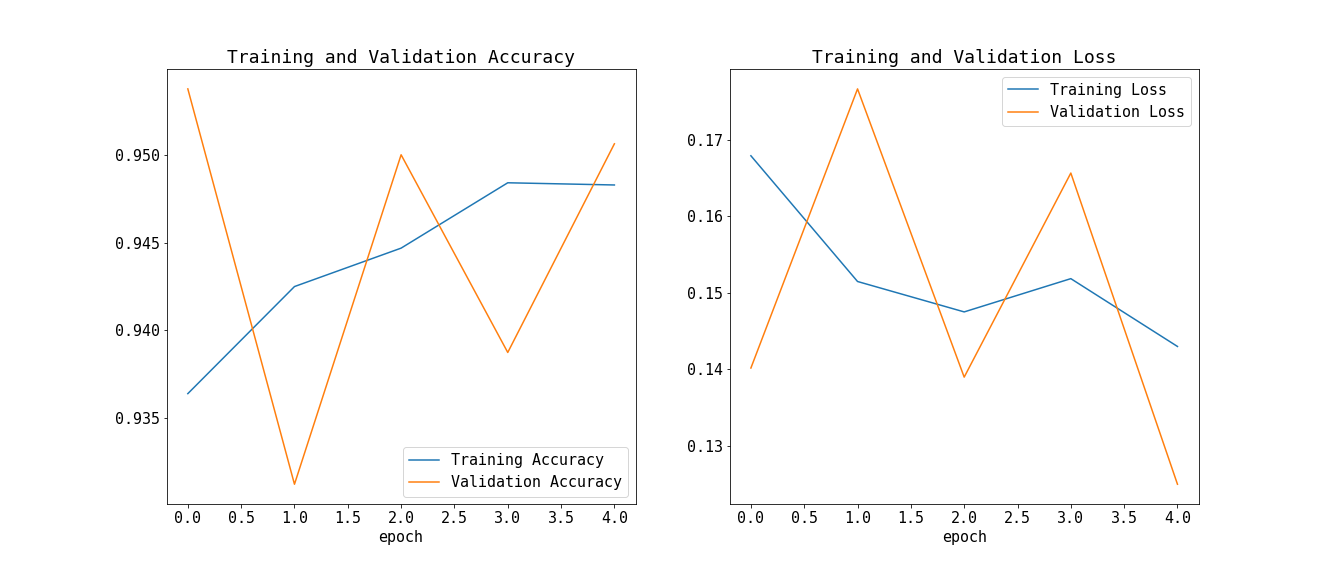 Training and Validation Accuracy
0.950
0.945
0.940
0.935
Training Accuracy
Validation Accuracy
0.0 0.5 1.0 1.5 2.0 2.5 3.0 3.5 4.0
epoch
Training and Validation Loss
Training Loss
Validation Loss
0.17
0.16
0.15
0.14
0.13
0.0 0.5 1.0 1.5 2.0 2.5 3.0 3.5 4.0
epoch